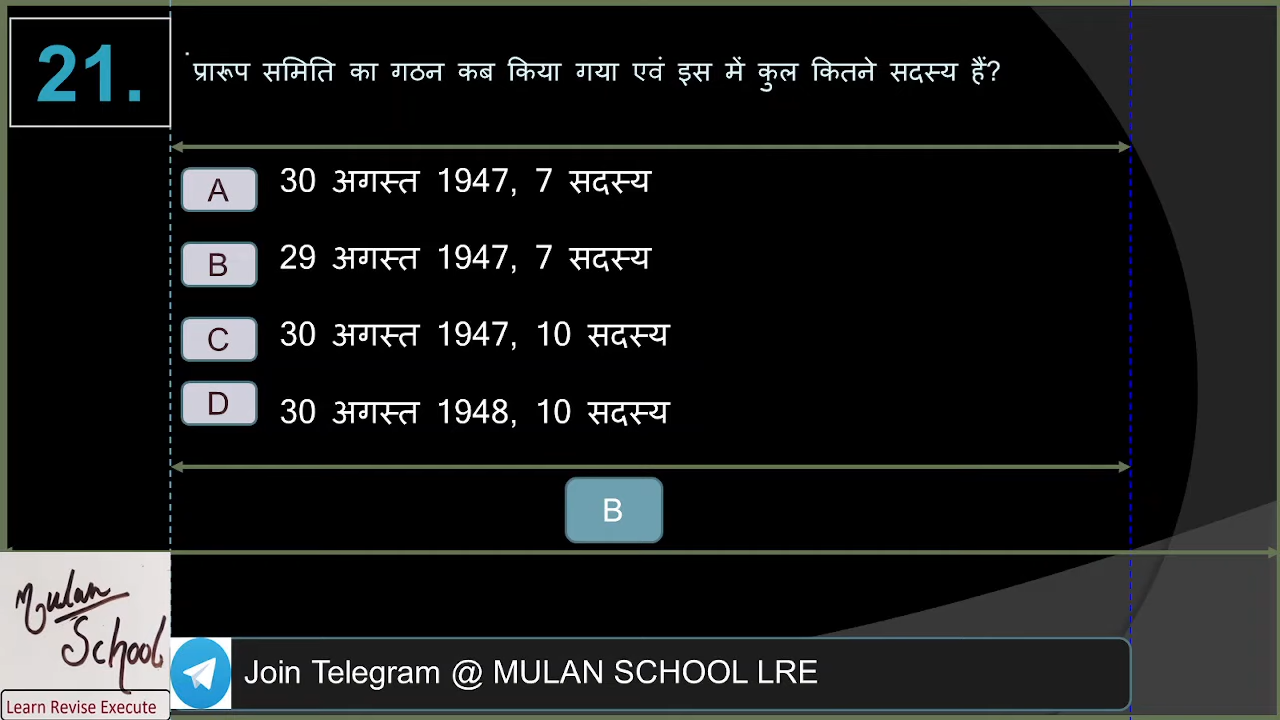 21.
प्रारूप समिति का गठन कब किया गया एवं इस में कुल कितने सदस्य हैं?
A 30 अगस्त 1947, 7 सदस्य
B 29 अगस्त 1947, 7 सदस्य
C 30 अगस्त 1947, 10 सदस्य
D 30 अगस्त 1948, 10 सदस्य
B
Mulan
School
Learn Revise Execute
Join Telegram @ MULAN SCHOOL LRE